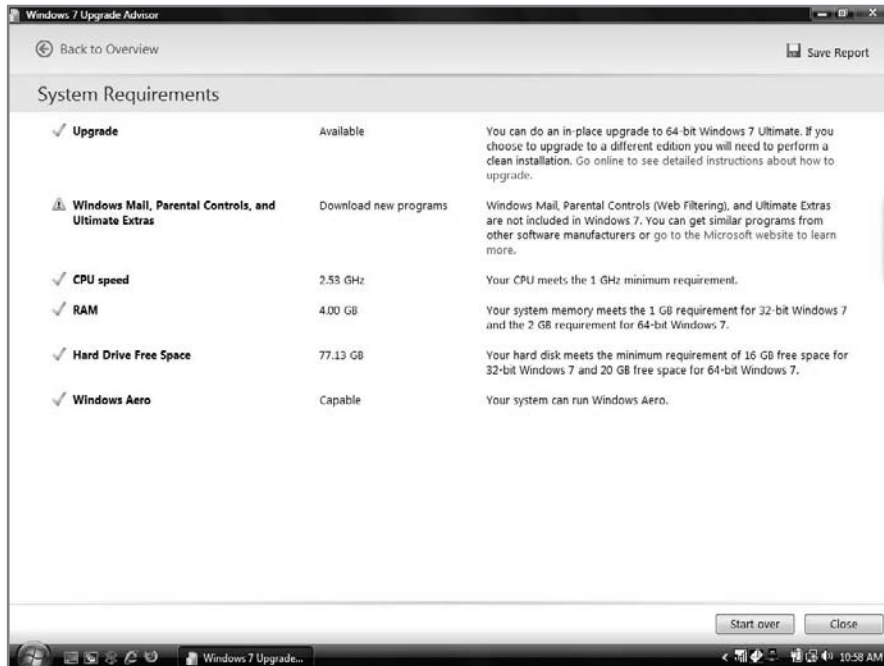 Windows 7 Upgrade Advisor
Back to Overview
Save Report
System Requirements
Upgrade
Available
You can do an in-place upgrade to 64-bit Windows 7 Ultimate. If you
choose to upgrade to a different edition you will need to perform a
clean installation. Go online to see detailed instructions about how to
upgrade.
Windows Mail, Parental Controls, and
Ultimate Extras
Download new programs
Windows Mail, Parental Controls (Web Filtering), and Ultimate Extras
are not included in Windows 7. You can get similar programs from
other software manufacturers or go to the Microsoft website to learn
more.
CPU speed
2.53 GHz
Your CPU meets the 1 GHz minimum requirement.
RAM
4.00 GB
Your system memory meets the 1 GB requirement for 32-bit Windows 7
and the 2 GB requirement for 64-bit Windows 7.
Hard Drive Free Space
77.13 GB
Your hard disk meets the minimum requirement of 16 GB free space for
32-bit Windows 7 and 20 GB free space for 64-bit Windows 7.
Windows Aero
Capable
Your system can run Windows Aero.
Start over
Close
Windows 7 Upgrade...
10:58 AM